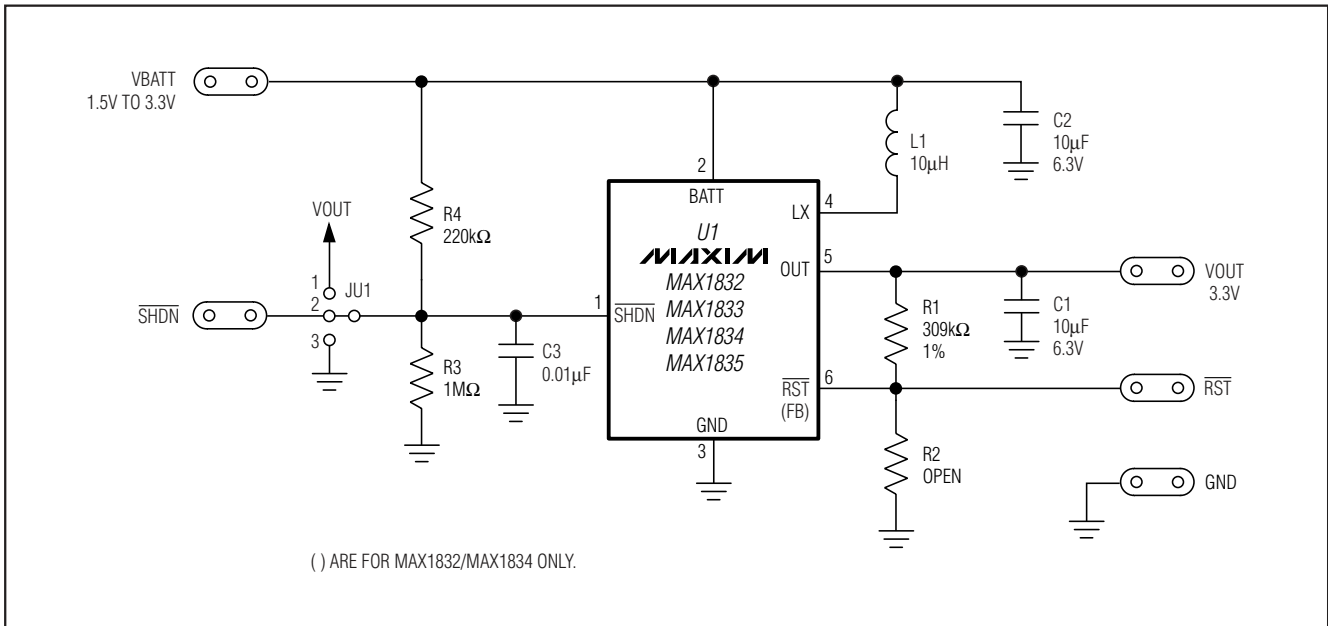 VBATT
1.5V TO 3.3V
C2
10µF
6.3V
L1
10µH
2
BATT
LX
4
VOUT
R4
220kΩ
U1
MAXIM
MAX1832
MAX1833
MAX1834
MAX1835
OUT
5
VOUT
3.3V
1
2
3
JU1
SHDN
1
SHDN
R1
309kΩ
1%
C1
10µF
6.3V
C3
0.01µF
R3
1MΩ
RST
(FB)
6
RST
GND
3
R2
OPEN
GND
( ) ARE FOR MAX1832/MAX1834 ONLY.